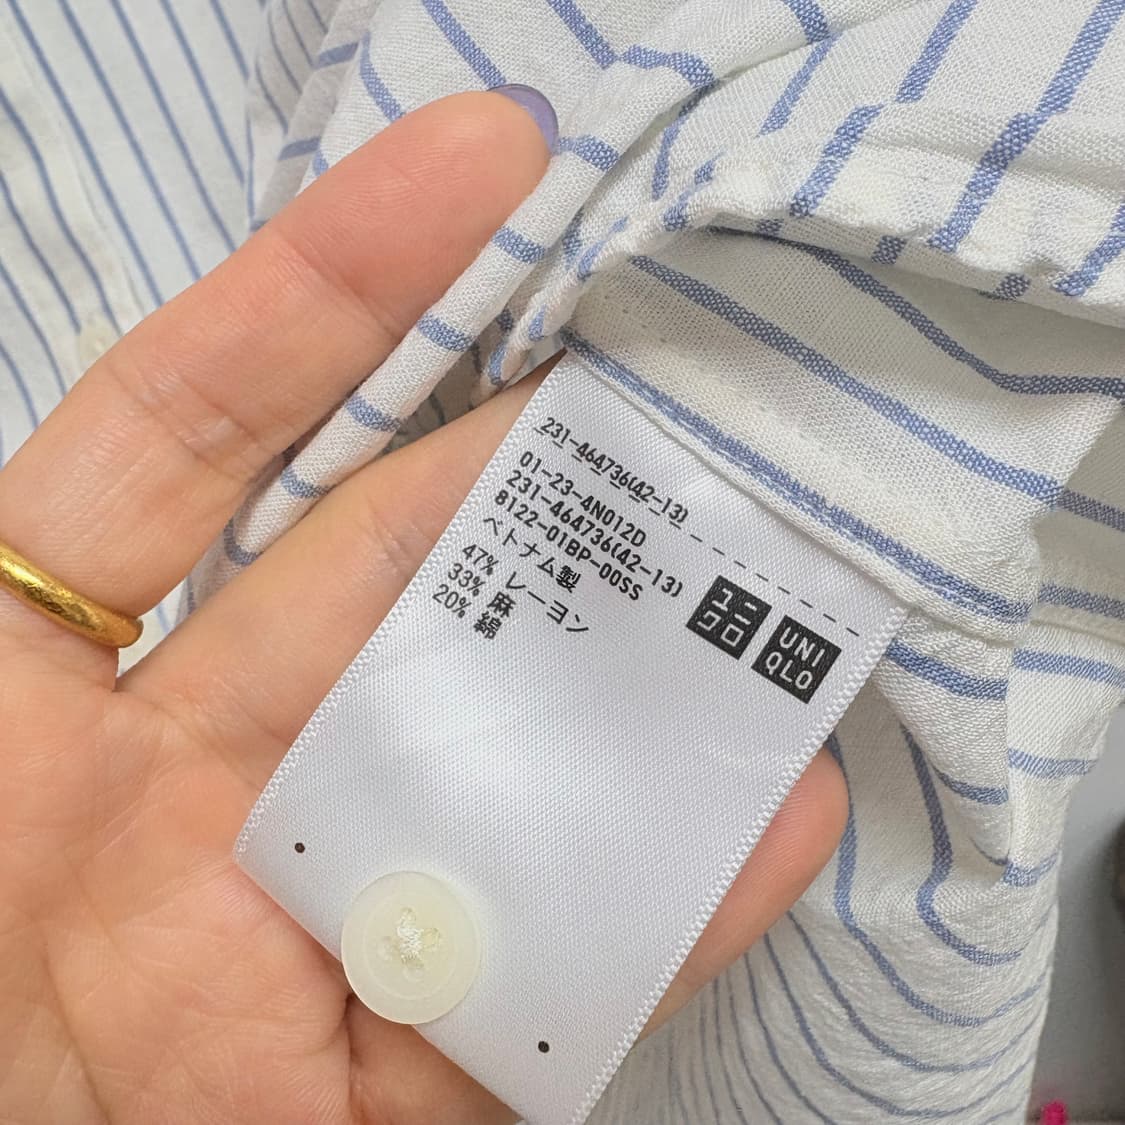 231-464736(42-13)
01-23-4N012D
231-464736(42-13)
8122-01BP-00SS
ベトナム製
47% レーヨン
33% 麻
20% 綿
ユニ
クロ
UNI
QLO